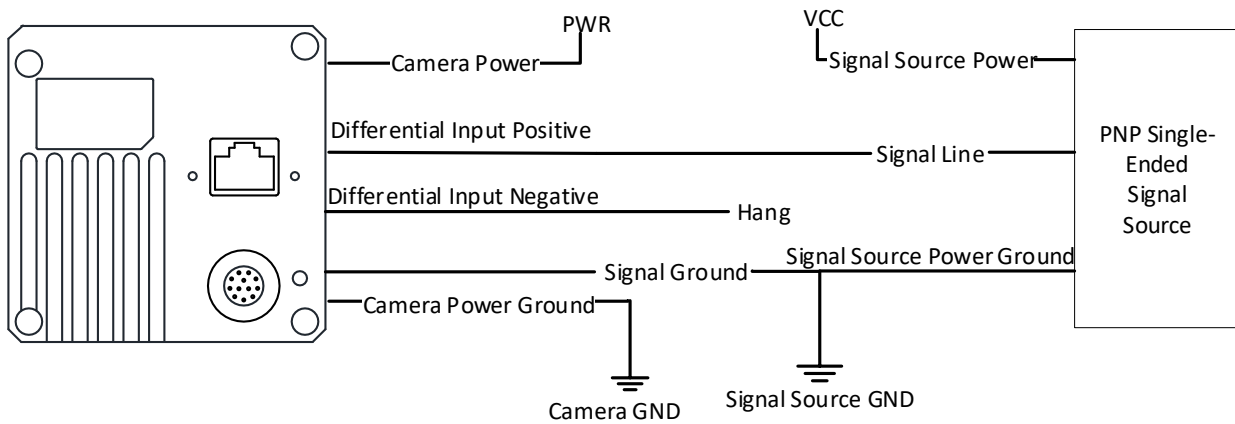 PWR
VCC
Camera Power
Signal Source Power
Differential Input Positive
Signal Line
PNP Single-
Ended
Signal
Source
Differential Input Negative
Hang
Signal Ground
Signal Source Power Ground
Camera Power Ground
Camera GND
Signal Source GND